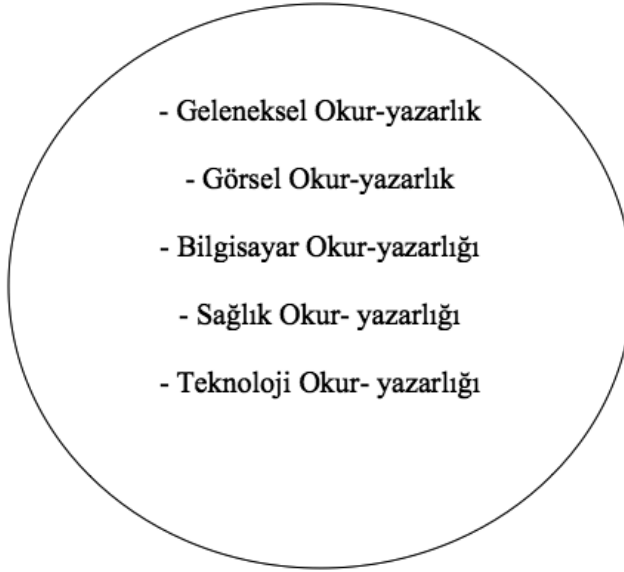 - Geleneksel Okur-yazarlık
- Görsel Okur-yazarlık
- Bilgisayar Okur-yazarlığı
- Sağlık Okur- yazarlığı
- Teknoloji Okur- yazarlığı